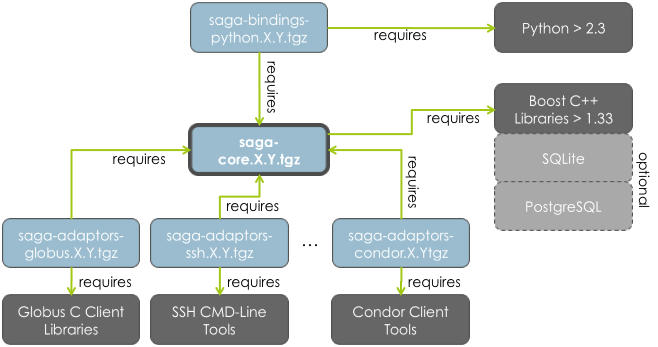 saga-bindings-
python.X.Y.tgz
requires
Python > 2.3
requires
saga-
core.X.Y.tgz
requires
Boost C++
Libraries > 1.33
SQLite
PostgreSQL
optional
requires
requires
requires
saga-adaptors-
globus.X.Y.tgz
saga-adaptors-
ssh.X.Y.tgz
...
saga-adaptors-
condor.X.Ytgz
requires
requires
requires
Globus C Client
Libraries
SSH CMD-Line
Tools
Condor Client
Tools